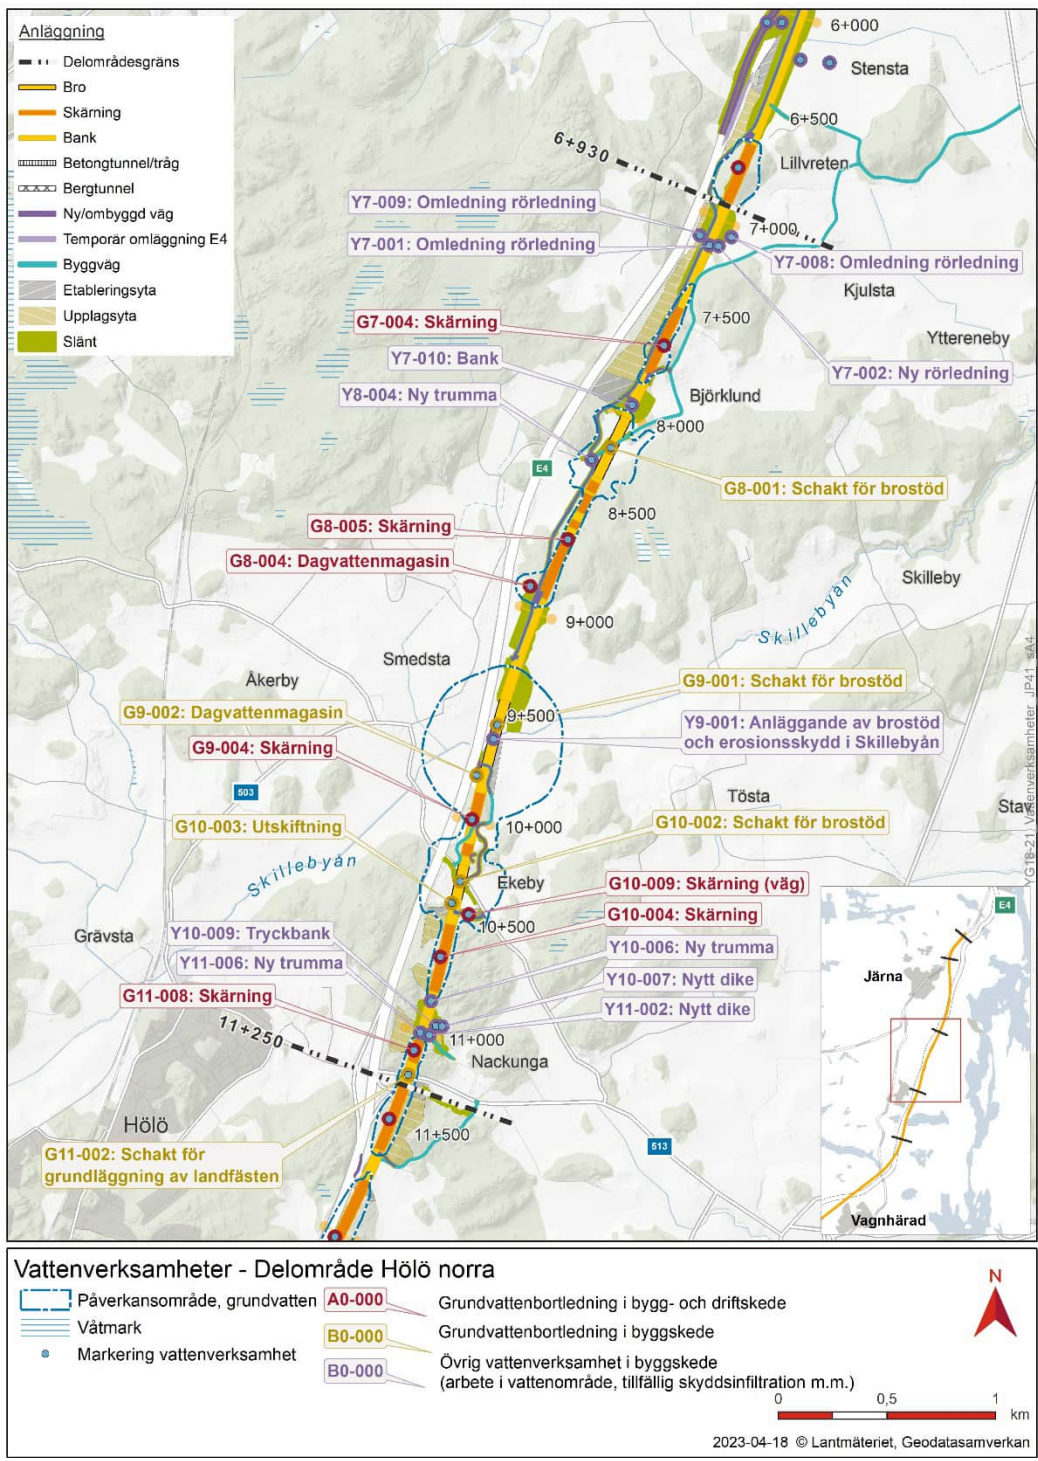 Anläggning
Delområdesgräns
Bro
Skärning
Bank
Betongtunnel/tråg
Bergtunnel
Ny/ombyggd väg
Temporär omläggning E4
Byggväg
Etableringsyta
Upplagsyta
Slänt
6+000
Stensta
6+500
6+930
Lillvreten
Y7-009: Omledning rörledning
7+000
Y7-001: Omledning rörledning
Y7-008: Omledning rörledning
Kjulsta
G7-004: Skärning
7+500
Yttereneby
Y7-010: Bank
Y7-002: Ny rörledning
Y8-004: Ny trumma
Björklund
8+000
E4
G8-001: Schakt för brostöd
8+500
G8-005: Skärning
G8-004: Dagvattenmagasin
Skilleby
9+000
Skillebyån
Smedsta
Åkerby
G9-001: Schakt för brostöd
G9-002: Dagvattenmagasin
9+500
Y9-001: Anläggande av brostöd
och erosionsskydd i Skillebyån
G9-004: Skärning
503
Tösta
Stav
G10-003: Utskiftning
10+000
G10-002: Schakt för brostöd
Skillebyån
Ekeby
G10-009: Skärning (väg)
G10-004: Skärning
10+500
Grävsta
Y10-009: Tryckbank
Y10-006: Ny trumma
Y11-006: Ny trumma
Y10-007: Nytt dike
G11-008: Skärning
Y11-002: Nytt dike
11+250
11+000
Nackunga
Hölö
11+500
513
G11-002: Schakt för
grundläggning av landfästen
YG18-21_Vattenverksamheter_JP41_sA4
E4
Järna
Vagnhärad
Vattenverksamheter - Delområde Hölö norra
Påverkansområde, grundvatten
Våtmark
Markering vattenverksamhet
A0-000
Grundvattenbortledning i bygg- och driftskede
B0-000
Grundvattenbortledning i byggskede
B0-000
Övrig vattenverksamhet i byggskede
(arbete i vattenområde, tillfällig skyddsinfiltration m.m.)
N
0 0,5 1
km
2023-04-18 © Lantmäteriet, Geodatasamverkan